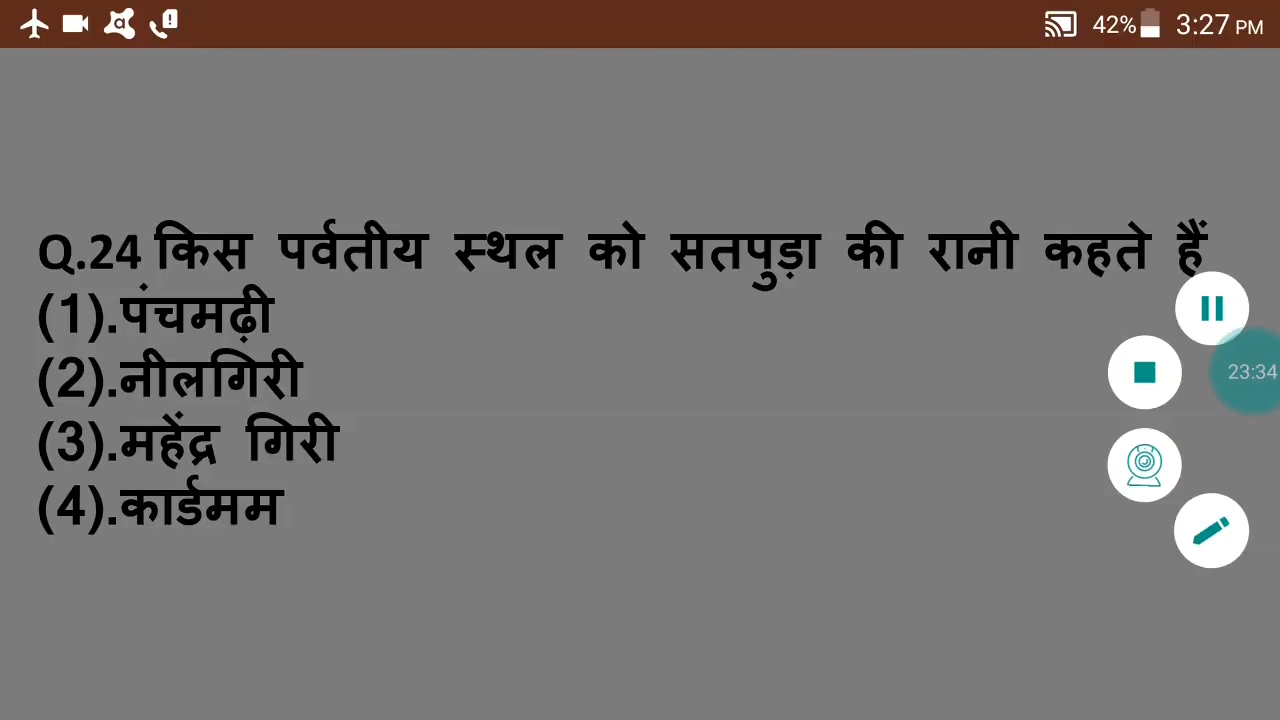 42% 3:27 PM
Q.24 किस पर्वतीय स्थल को सतपुड़ा की रानी कहते हैं
(1).पंचमढ़ी
(2).नीलगिरी
(3).महेंद्र गिरी
(4).कार्डमम
23:34